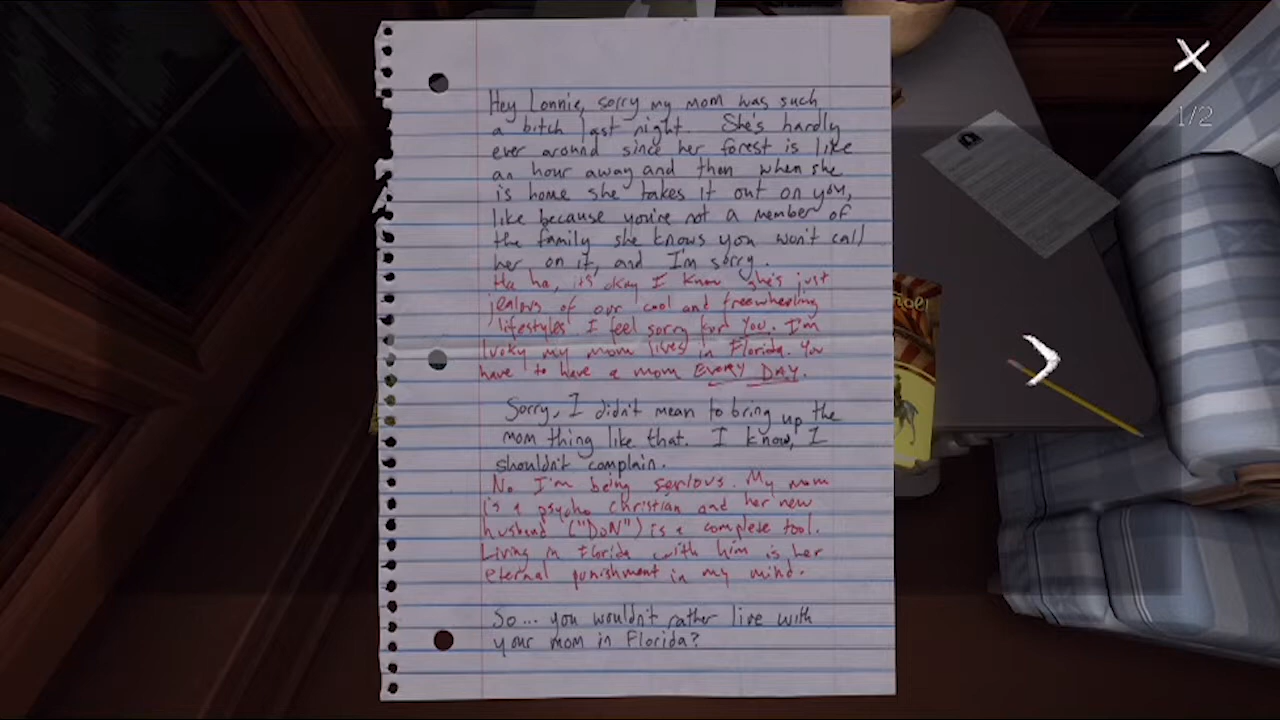 Hey Lonnie, sorry my mom was such
a bitch last night. She's hardly
ever around since her forest is like
an hour away and then when she
is home she takes it out on you,
like because you're not a member of
the family she knows you won't call
her on it, and I'm sorry.
Ha ha, it's okay I know she's just
jealous of our cool and freewheeling
lifestyles. I feel sorry for you. I'm
lucky my mom lives in Florida. You
have to have a mom EVERY DAY.
Sorry, I didn't mean to bring up the
mom thing like that. I know, I
shouldn't complain.
No I'm being serious. My mom
is a psycho christian and her new
husband ("DON") is a complete tool.
Living in Florida with him is her
eternal punishment in my mind.
So... you wouldn't rather live with
your mom in Florida?
1/2